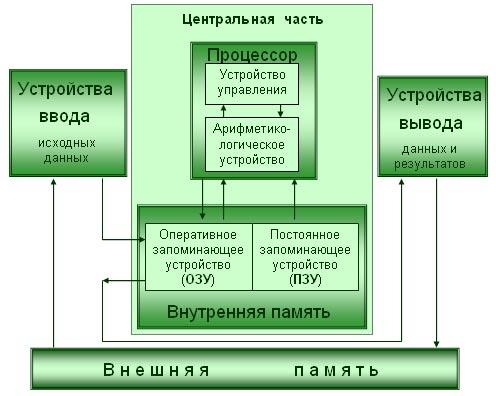 Центральная часть
Процессор
Устройство
управления
Арифметико-
логическое
устройство
Устройства
ввода
исходных
данных
Устройства
вывода
данных и
результатов
Оперативное
запоминающее
устройство
(ОЗУ)
Постоянное
запоминающее
устройство
(ПЗУ)
Внутренняя память
Внешняя память